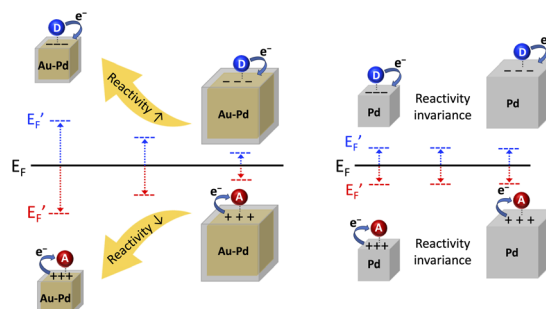 D e⁻
− − −
Au-Pd
Reactivity ↗
D e⁻
− − −
Au-Pd
E_F'
E_F
E_F'
e⁻ A
+++
Au-Pd
Reactivity ↘
e⁻ A
+ + +
Au-Pd
D e⁻
− − −
Pd
Reactivity
invariance
D e
− − −
Pd
E_F'
E_F
E_F'
e⁻ A
+++
Pd
Reactivity
invariance
e⁻ A
+ + +
Pd